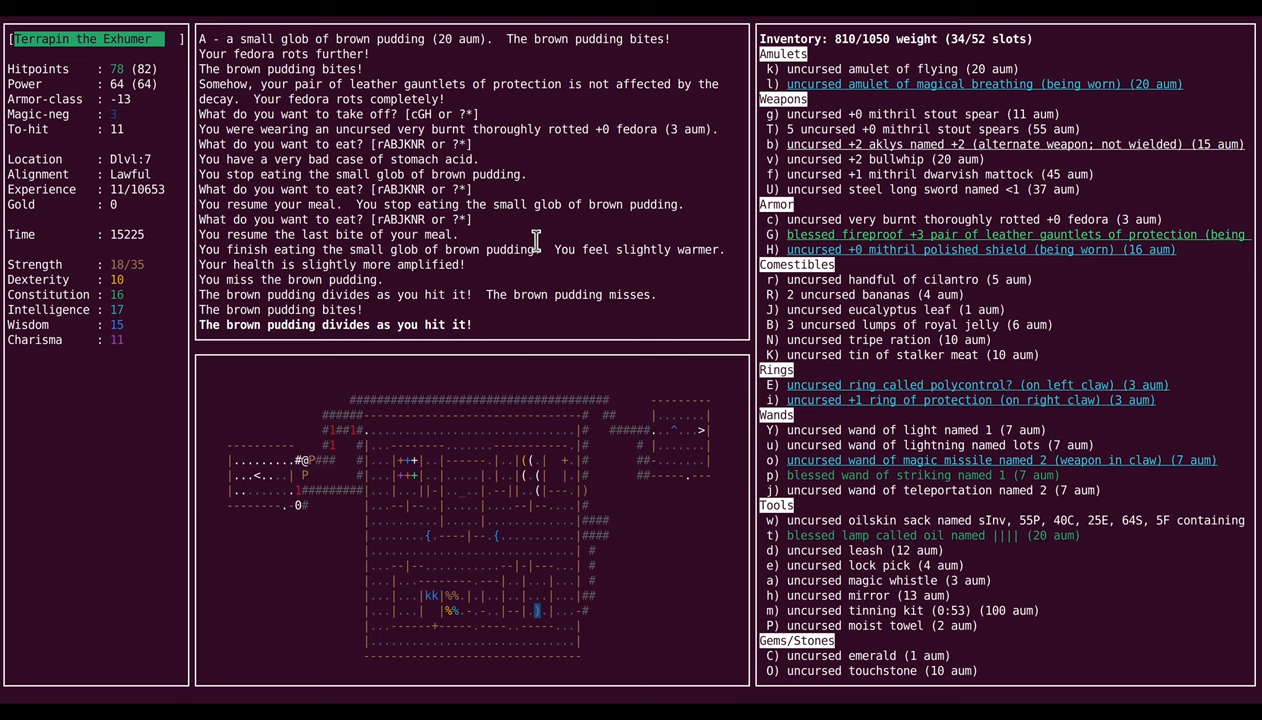 [Terrapin the Exhumer ]
Hitpoints : 78 (82)
Power : 64 (64)
Armor-class : -13
Magic-neg : 3
To-hit : 11
Location : Dlvl:7
Alignment : Lawful
Experience : 11/10653
Gold : 0
Time : 15225
Strength : 18/35
Dexterity : 10
Constitution : 16
Intelligence : 17
Wisdom : 15
Charisma : 11
A - a small glob of brown pudding (20 aum).  The brown pudding bites!
Your fedora rots further!
The brown pudding bites!
Somehow, your pair of leather gauntlets of protection is not affected by the
decay.  Your fedora rots completely!
What do you want to take off? [cGH or ?*]
You were wearing an uncursed very burnt thoroughly rotted +0 fedora (3 aum).
What do you want to eat? [rABJKNR or ?*]
You have a very bad case of stomach acid.
You stop eating the small glob of brown pudding.
What do you want to eat? [rABJKNR or ?*]
You resume your meal.  You stop eating the small glob of brown pudding.
What do you want to eat? [rABJKNR or ?*]
You resume the last bite of your meal.
You finish eating the small glob of brown pudding.  You feel slightly warmer.
Your health is slightly more amplified!
You miss the brown pudding.
The brown pudding divides as you hit it!  The brown pudding misses.
The brown pudding bites!
The brown pudding divides as you hit it!
Inventory: 810/1050 weight (34/52 slots)
Amulets
k) uncursed amulet of flying (20 aum)
l) uncursed amulet of magical breathing (being worn) (20 aum)
Weapons
g) uncursed +0 mithril stout spear (11 aum)
T) 5 uncursed +0 mithril stout spears (55 aum)
b) uncursed +2 aklys named +2 (alternate weapon; not wielded) (15 aum)
v) uncursed +2 bullwhip (20 aum)
f) uncursed +1 mithril dwarvish mattock (45 aum)
U) uncursed steel long sword named <1 (37 aum)
Armor
c) uncursed very burnt thoroughly rotted +0 fedora (3 aum)
G) blessed fireproof +3 pair of leather gauntlets of protection (being
H) uncursed +0 mithril polished shield (being worn) (16 aum)
Comestibles
r) uncursed handful of cilantro (5 aum)
R) 2 uncursed bananas (4 aum)
J) uncursed eucalyptus leaf (1 aum)
B) 3 uncursed lumps of royal jelly (6 aum)
N) uncursed tripe ration (10 aum)
K) uncursed tin of stalker meat (10 aum)
Rings
E) uncursed ring called polycontrol? (on left claw) (3 aum)
i) uncursed +1 ring of protection (on right claw) (3 aum)
Wands
Y) uncursed wand of light named 1 (7 aum)
u) uncursed wand of lightning named lots (7 aum)
o) uncursed wand of magic missile named 2 (weapon in claw) (7 aum)
p) blessed wand of striking named 1 (7 aum)
j) uncursed wand of teleportation named 2 (7 aum)
Tools
w) uncursed oilskin sack named sInv, 55P, 40C, 25E, 64S, 5F containing
t) blessed lamp called oil named |||| (20 aum)
d) uncursed leash (12 aum)
e) uncursed lock pick (4 aum)
a) uncursed magic whistle (3 aum)
h) uncursed mirror (13 aum)
m) uncursed tinning kit (0:53) (100 aum)
P) uncursed moist towel (2 aum)
Gems/Stones
C) uncursed emerald (1 aum)
O) uncursed touchstone (10 aum)